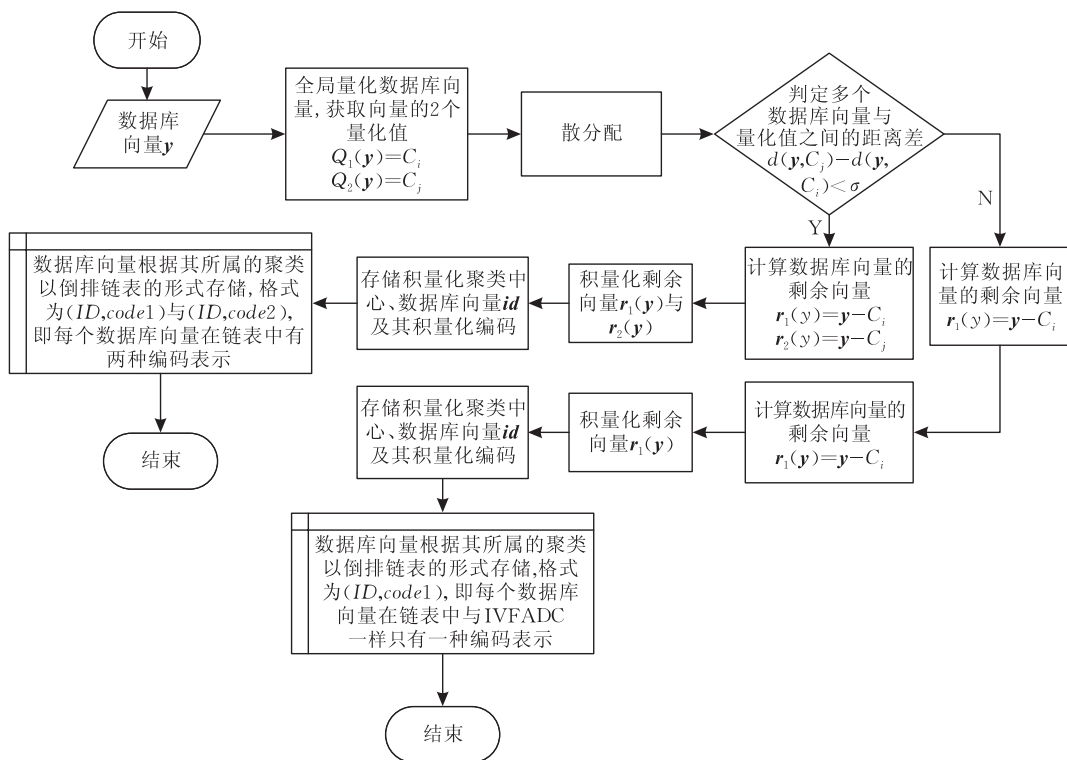 开始
数据库
向量y
全局量化数据库向
量,获取向量的2个
量化值
Q₁(y)=Cᵢ
Q₂(y)=Cⱼ
散分配
判定多个
数据库向量与
量化值之间的距离差
d(y,Cⱼ)−d(y,
Cᵢ)<σ
Y
N
计算数据库向
量的剩余向量
r₁(y)=y−Cᵢ
计算数据库向量的
剩余向量
r₁(y)=y−Cᵢ
r₂(y)=y−Cⱼ
积量化剩余
向量r₁(y)与
r₂(y)
存储积量化聚类中
心、数据库向量id
及其积量化编码
数据库向量根据其所属的聚类
以倒排链表的形式存储,格式
为(ID,code1)与(ID,code2),
即每个数据库向量在链表中有
两种编码表示
结束
计算数据库向量的
剩余向量
r₁(y)=y−Cᵢ
积量化剩余
向量r₁(y)
存储积量化聚类中
心、数据库向量id
及其积量化编码
数据库向量根据其所属的聚类
以倒排链表的形式存储,格式
为(ID,code1),即每个数据库
向量在链表中与IVFADC
一样只有一种编码表示
结束